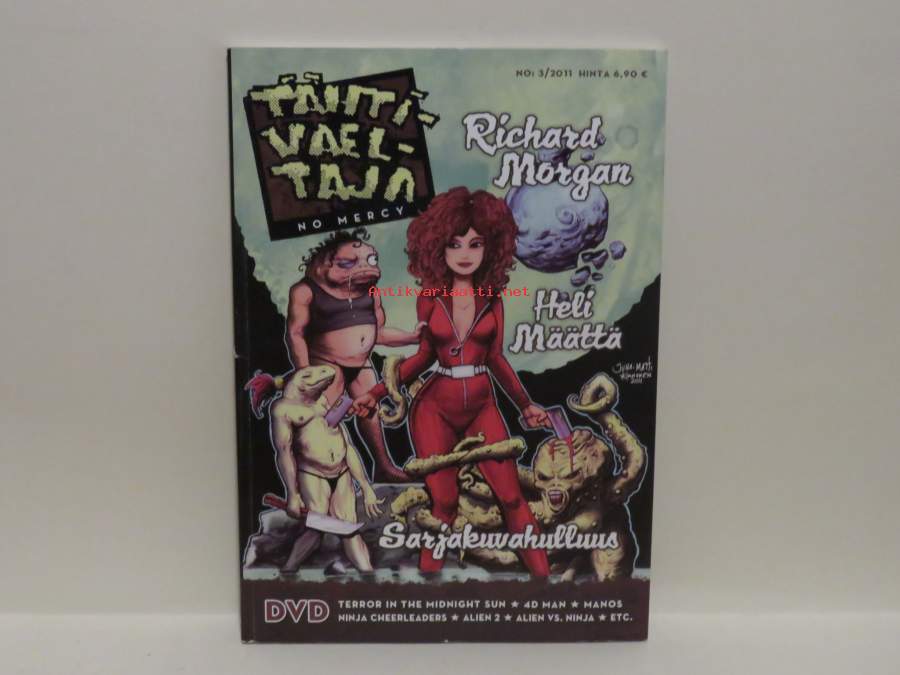 NO: 3/2011 HINTA 6,90 €
TÄHTI-
VAEL-
TAJA
NO MERCY
Richard
Morgan
Antikvariaatti.net
Heli
Määttä
2011
Sarjakuvahulluus
DVD
TERROR IN THE MIDNIGHT SUN ★ 4D MAN ★ MANOS
NINJA CHEERLEADERS ★ ALIEN 2 ★ ALIEN VS. NINJA ★ ETC.